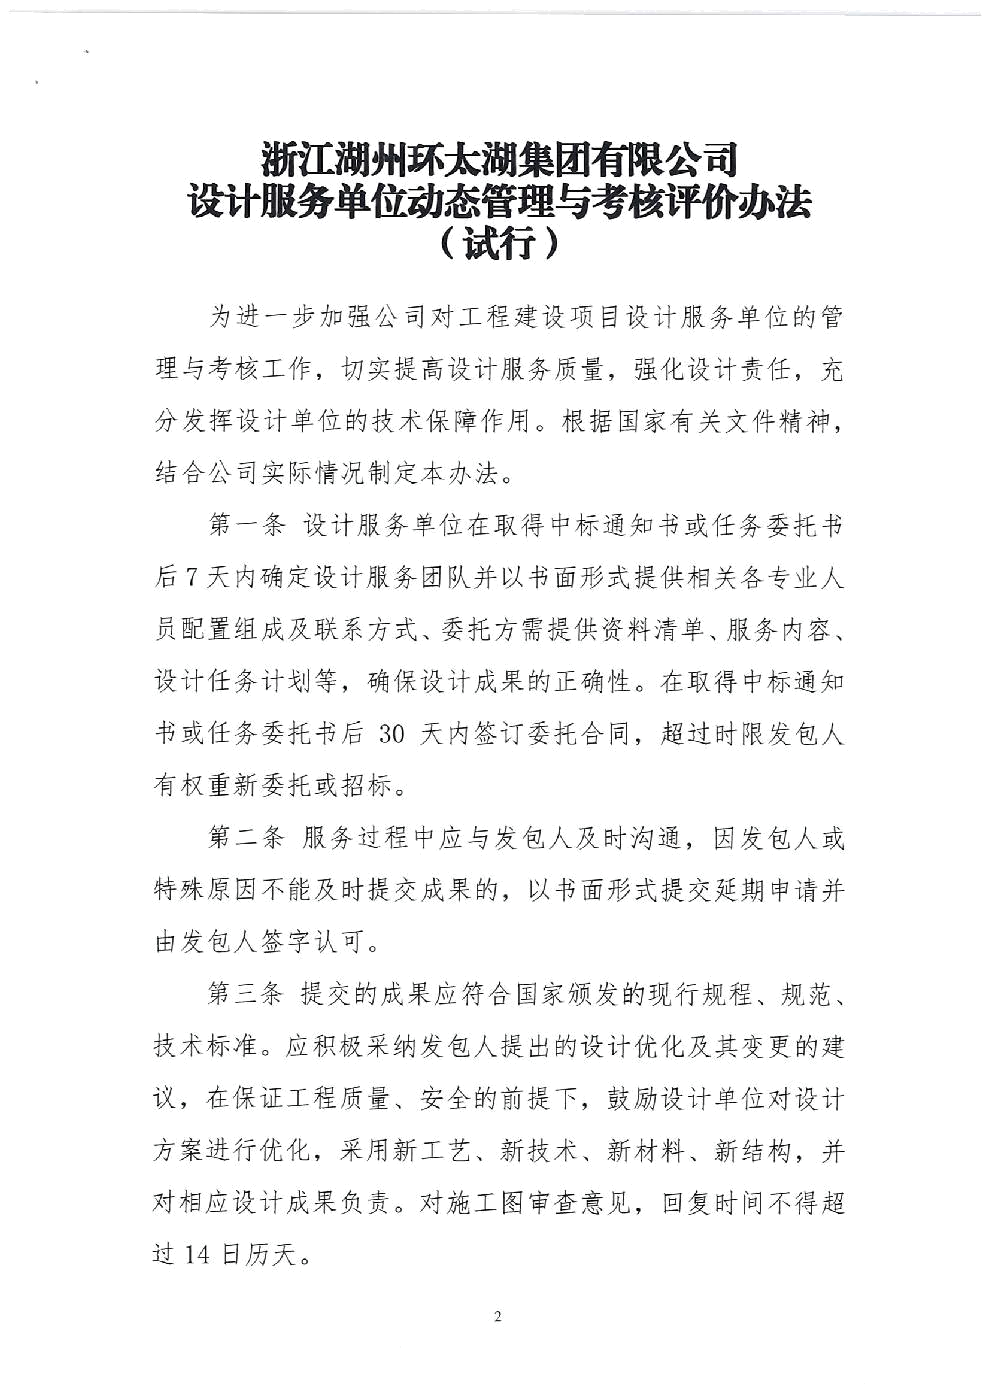 浙江湖州环太湖集团有限公司
设计服务单位动态管理与考核评价办法
（试行）
为进一步加强公司对工程建设项目设计服务单位的管
理与考核工作，切实提高设计服务质量，强化设计责任，充
分发挥设计单位的技术保障作用。根据国家有关文件精神，
结合公司实际情况制定本办法。
第一条 设计服务单位在取得中标通知书或任务委托书
后7天内确定设计服务团队并以书面形式提供相关各专业人
员配置组成及联系方式、委托方需提供资料清单、服务内容、
设计任务计划等，确保设计成果的正确性。在取得中标通知
书或任务委托书后 30 天内签订委托合同，超过时限发包人
有权重新委托或招标。
第二条 服务过程中应与发包人及时沟通，因发包人或
特殊原因不能及时提交成果的，以书面形式提交延期申请并
由发包人签字认可。
第三条 提交的成果应符合国家颁发的现行规程、规范、
技术标准。应积极采纳发包人提出的设计优化及其变更的建
议，在保证工程质量、安全的前提下，鼓励设计单位对设计
方案进行优化，采用新工艺、新技术、新材料、新结构，并
对相应设计成果负责。对施工图审查意见，回复时间不得超
过14日历天。
2